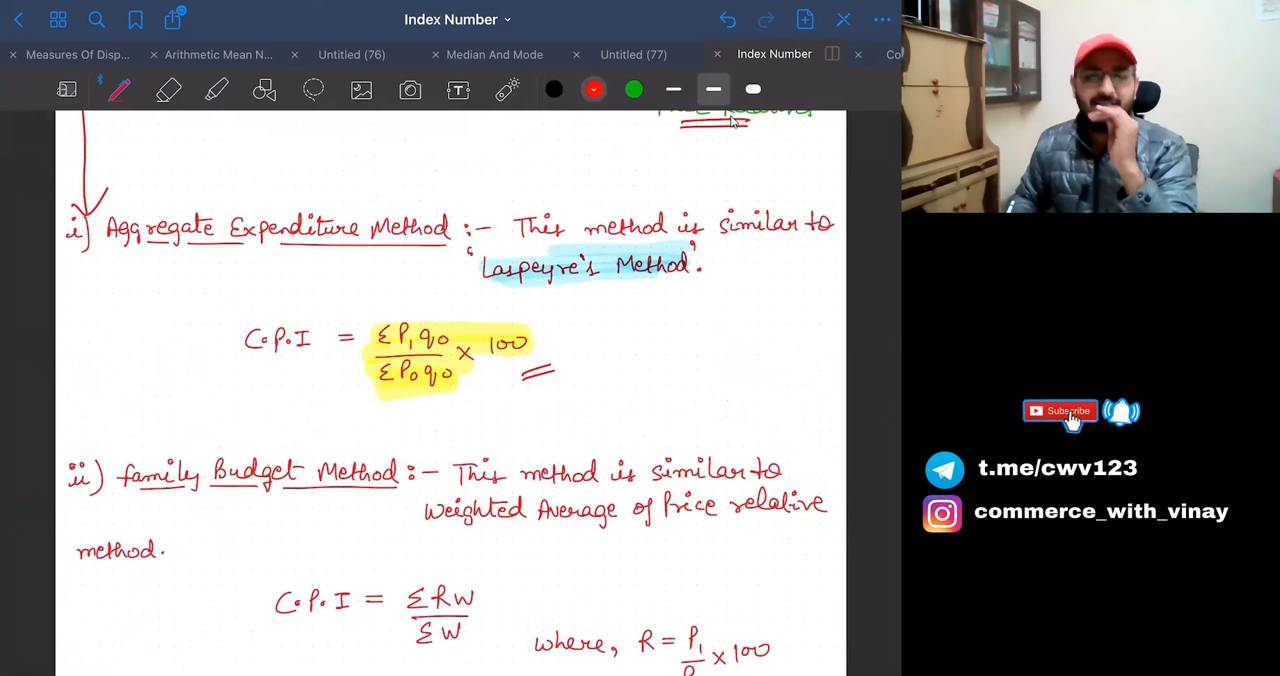 Index Number
Measures Of Disp...
Arithmetic Mean N...
Untitled (76)
Median And Mode
Untitled (77)
Index Number
Co
i) Aggregate Expenditure Method :- This method is similar to
'Laspeyre's Method'.
C.P.I = ΣP₁q₀ / ΣP₀q₀ × 100
ii) family Budget Method :- This method is similar to
Weighted Average of Price relative
method.
C.P.I = ΣRW / ΣW
where, R = P₁ / P × 100
Subscribe
t.me/cwv123
commerce_with_vinay